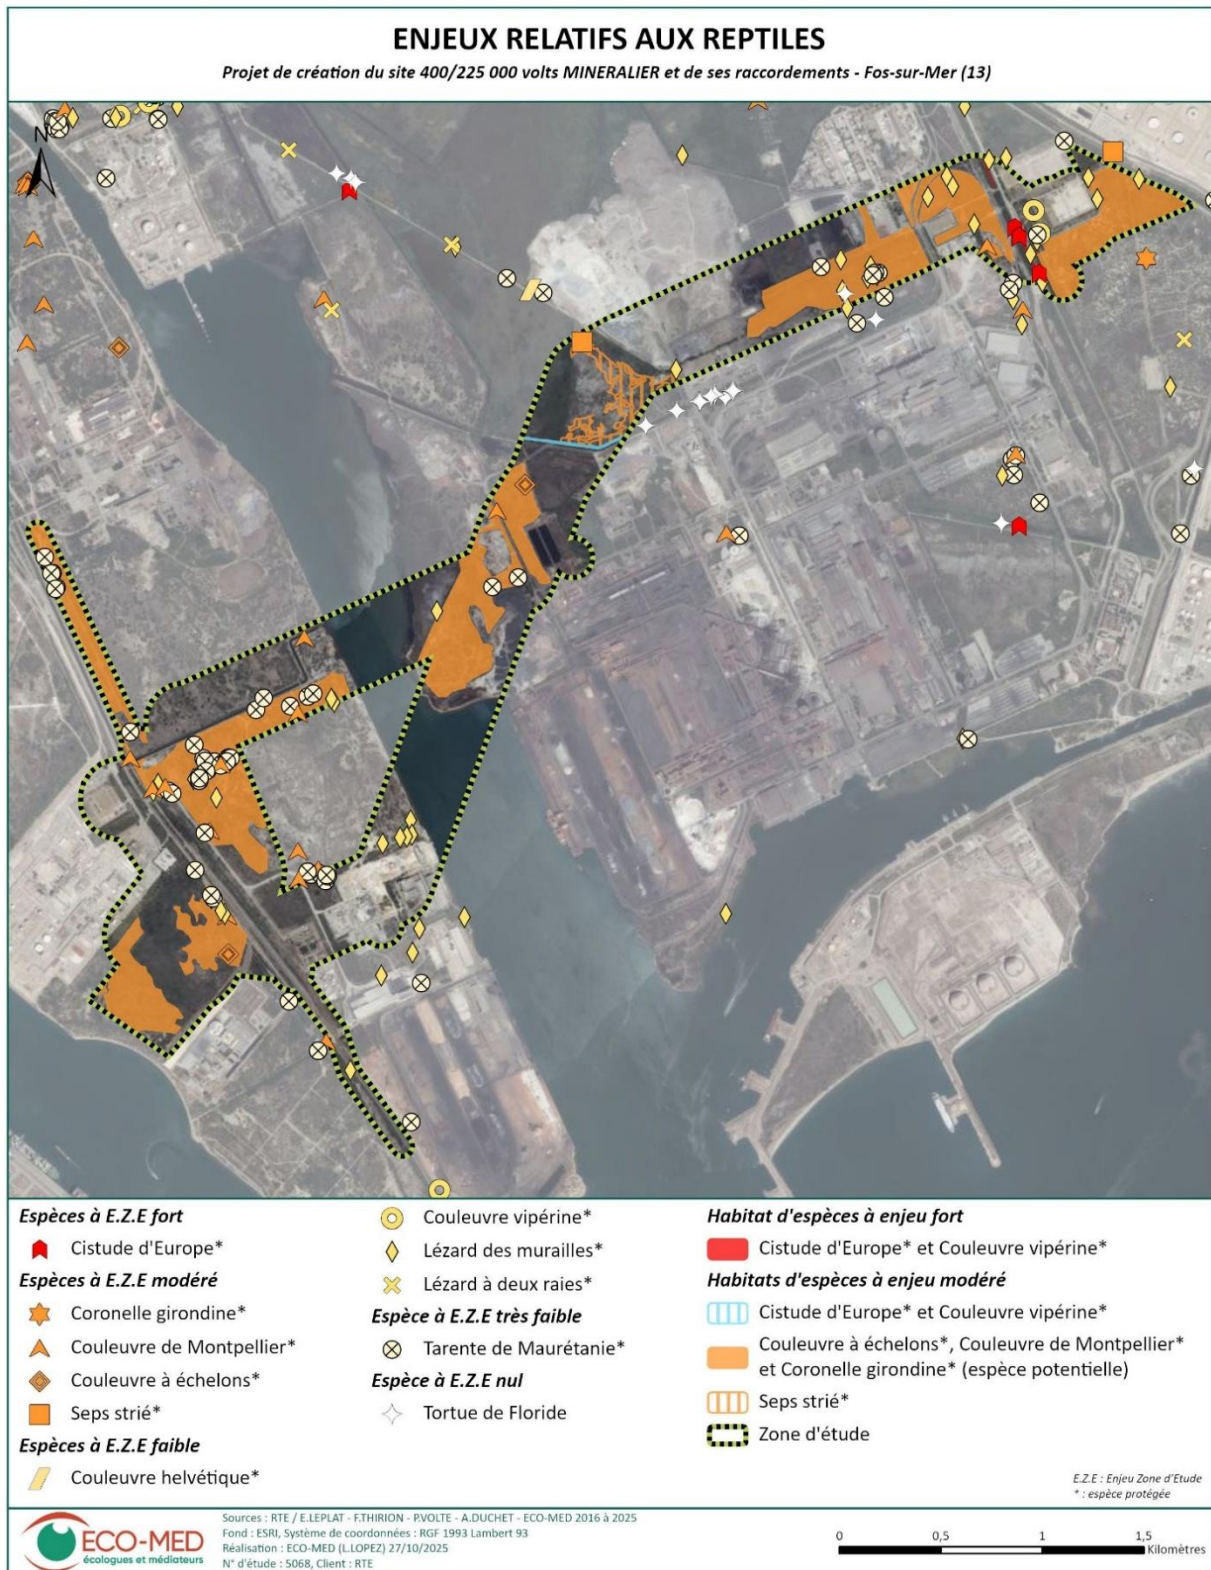 ENJEUX RELATIFS AUX REPTILES
Projet de création du site 400/225 000 volts MINERALIER et de ses raccordements - Fos-sur-Mer (13)
N
Espèces à E.Z.E fort
Cistude d'Europe*
Espèces à E.Z.E modéré
Coronelle girondine*
Couleuvre de Montpellier*
Couleuvre à échelons*
Seps strié*
Espèces à E.Z.E faible
Couleuvre helvétique*
Couleuvre vipérine*
Lézard des murailles*
Lézard à deux raies*
Espèce à E.Z.E très faible
Tarente de Maurétanie*
Espèce à E.Z.E nul
Tortue de Floride
Habitat d'espèces à enjeu fort
Cistude d'Europe* et Couleuvre vipérine*
Habitats d'espèces à enjeu modéré
Cistude d'Europe* et Couleuvre vipérine*
Couleuvre à échelons*, Couleuvre de Montpellier*
et Coronelle girondine* (espèce potentielle)
Seps strié*
Zone d'étude
E.Z.E : Enjeu Zone d'Etude
* : espèce protégée
ECO-MED
écologues et médiateurs
Sources : RTE / E.LEPLAT - F.THIRION - P.VOLTE - A.DUCHET - ECO-MED 2016 à 2025
Fond : ESRI, Système de coordonnées : RGF 1993 Lambert 93
Réalisation : ECO-MED (L.LOPEZ) 27/10/2025
N° d'étude : 5068, Client : RTE
0 0,5 1 1,5
Kilomètres